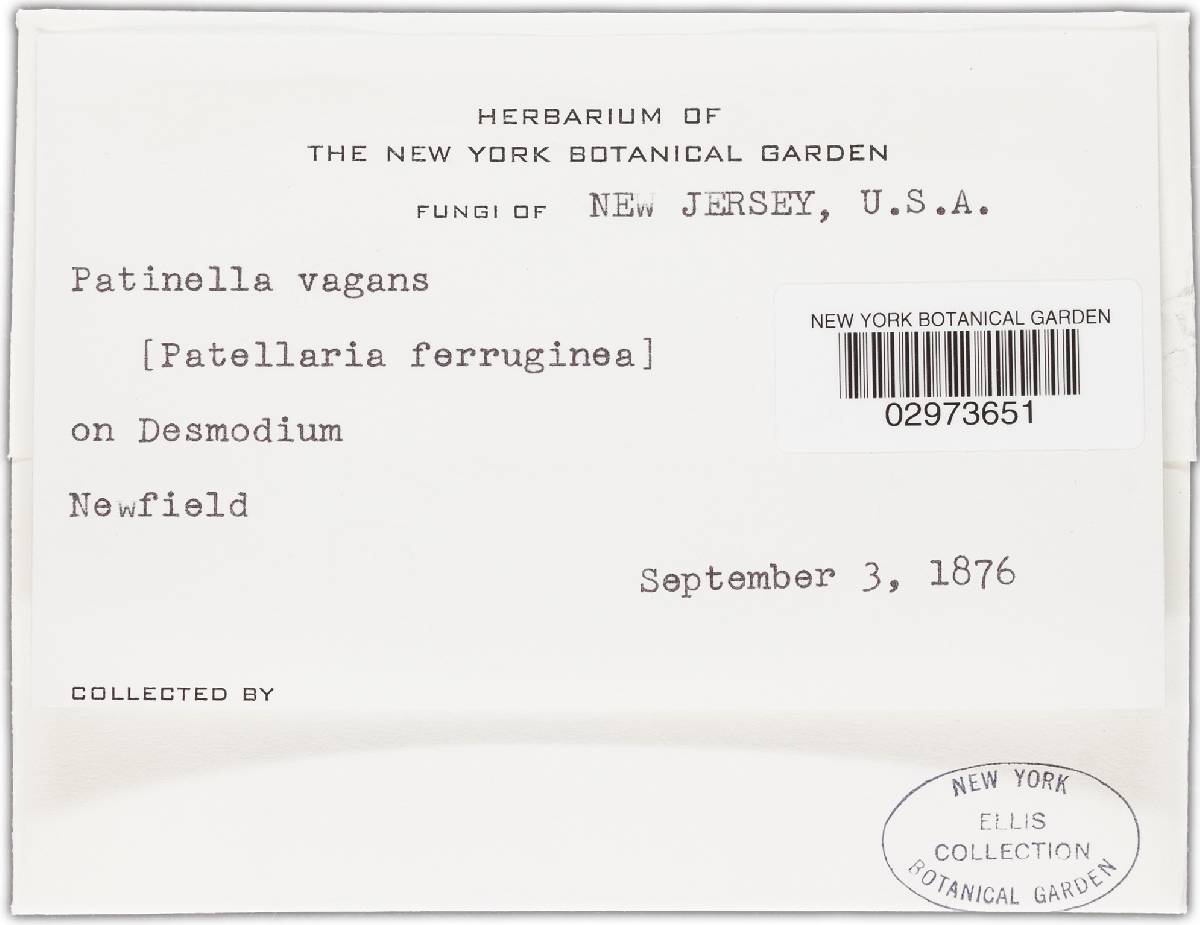 HERBARIUM OF
THE NEW YORK BOTANICAL GARDEN
FUNGI OF NEW JERSEY, U.S.A.
Patinella vagans
[Patellaria ferruginea]
on Desmodium
Newfield
September 3, 1876
COLLECTED BY
NEW YORK BOTANICAL GARDEN
02973651
NEW YORK
ELLIS
COLLECTION
BOTANICAL GARDEN